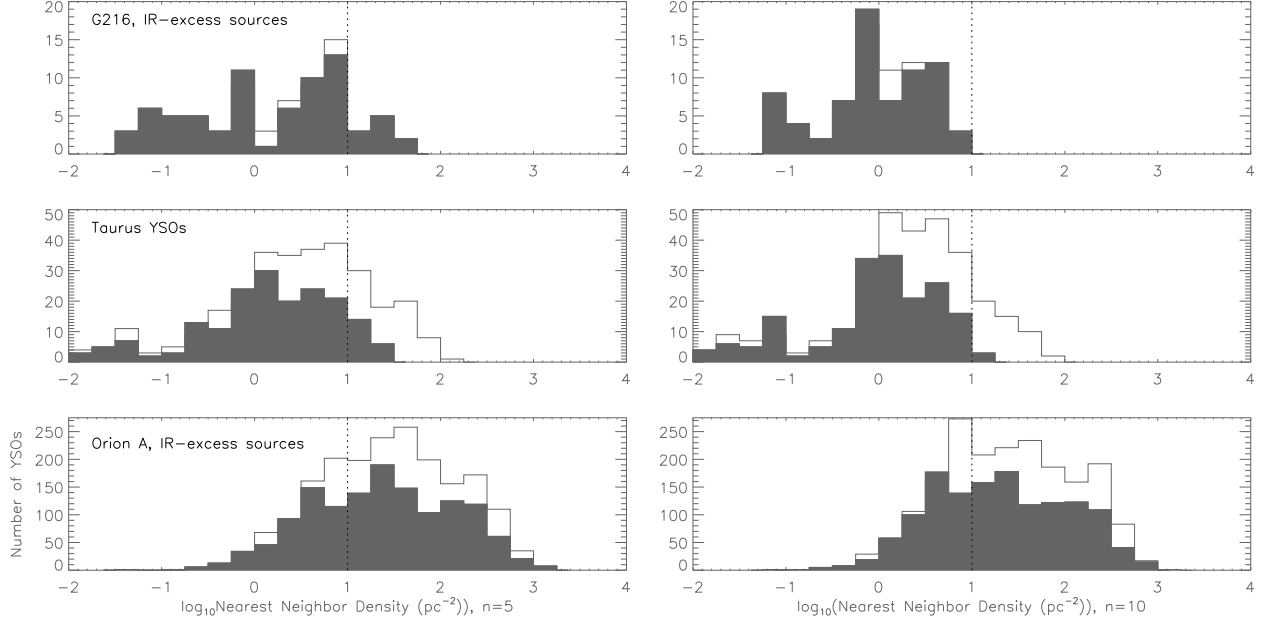 20
15
10
5
0
G216, IR−excess sources
−2 −1 0 1 2 3 4
20
15
10
5
0
−2 −1 0 1 2 3 4
50
40
30
20
10
0
Taurus YSOs
−2 −1 0 1 2 3 4
50
40
30
20
10
0
−2 −1 0 1 2 3 4
Number of YSOs
250
200
150
100
50
0
Orion A, IR−excess sources
−2 −1 0 1 2 3 4
log₁₀Nearest Neighbor Density (pc⁻²)), n=5
250
200
150
100
50
0
−2 −1 0 1 2 3 4
log₁₀(Nearest Neighbor Density (pc⁻²)), n=10